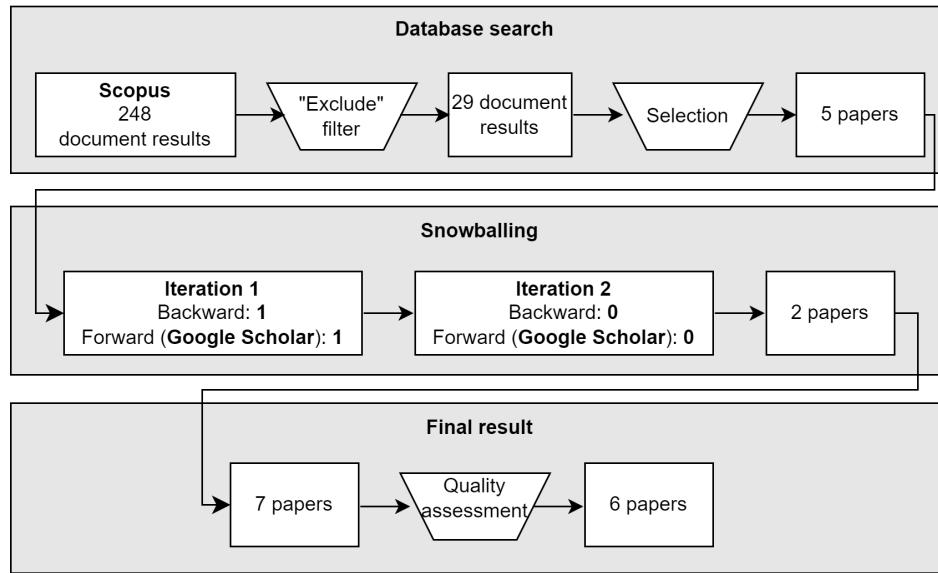 Database search
Scopus
248
document results
"Exclude"
filter
29 document
results
Selection
5 papers
Snowballing
Iteration 1
Backward: 1
Forward (Google Scholar): 1
Iteration 2
Backward: 0
Forward (Google Scholar): 0
2 papers
Final result
7 papers
Quality
assessment
6 papers